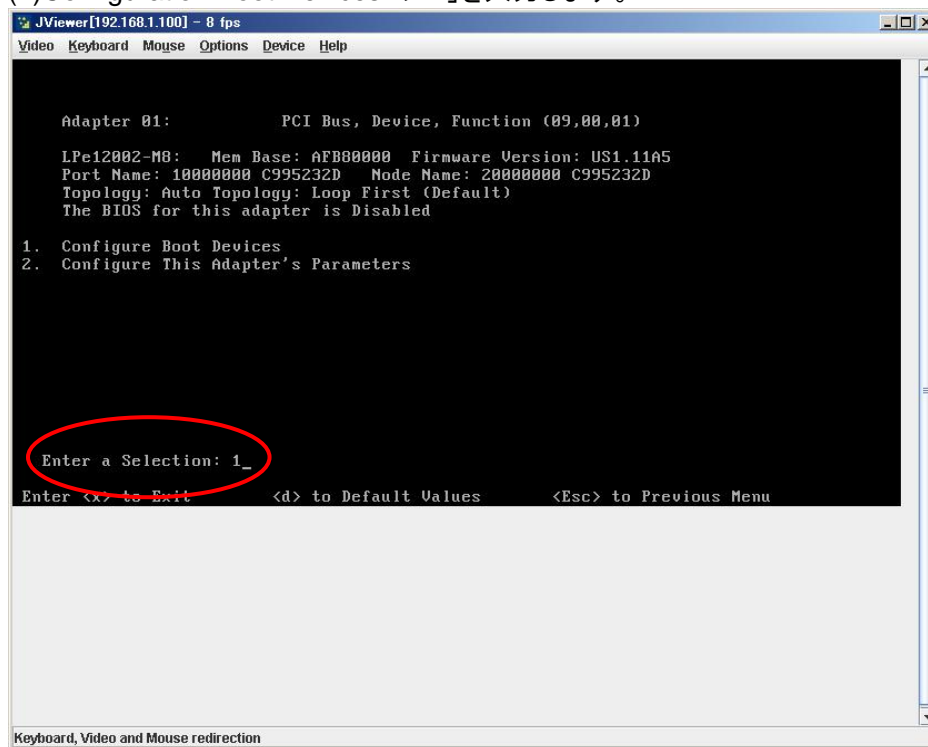 JViewer[192.168.1.100] - 8 fps
Video Keyboard Mouse Options Device Help
Adapter 01: PCI Bus, Device, Function (09,00,01)
LPe12002-M8: Mem Base: AFB80000 Firmware Version: US1.11A5
Port Name: 10000000 C995232D Node Name: 20000000 C995232D
Topology: Auto Topology: Loop First (Default)
The BIOS for this adapter is Disabled
1. Configure Boot Devices
2. Configure This Adapter's Parameters
Enter a Selection: 1_
Enter <x> to Exit <d> to Default Values <Esc> to Previous Menu
Keyboard, Video and Mouse redirection